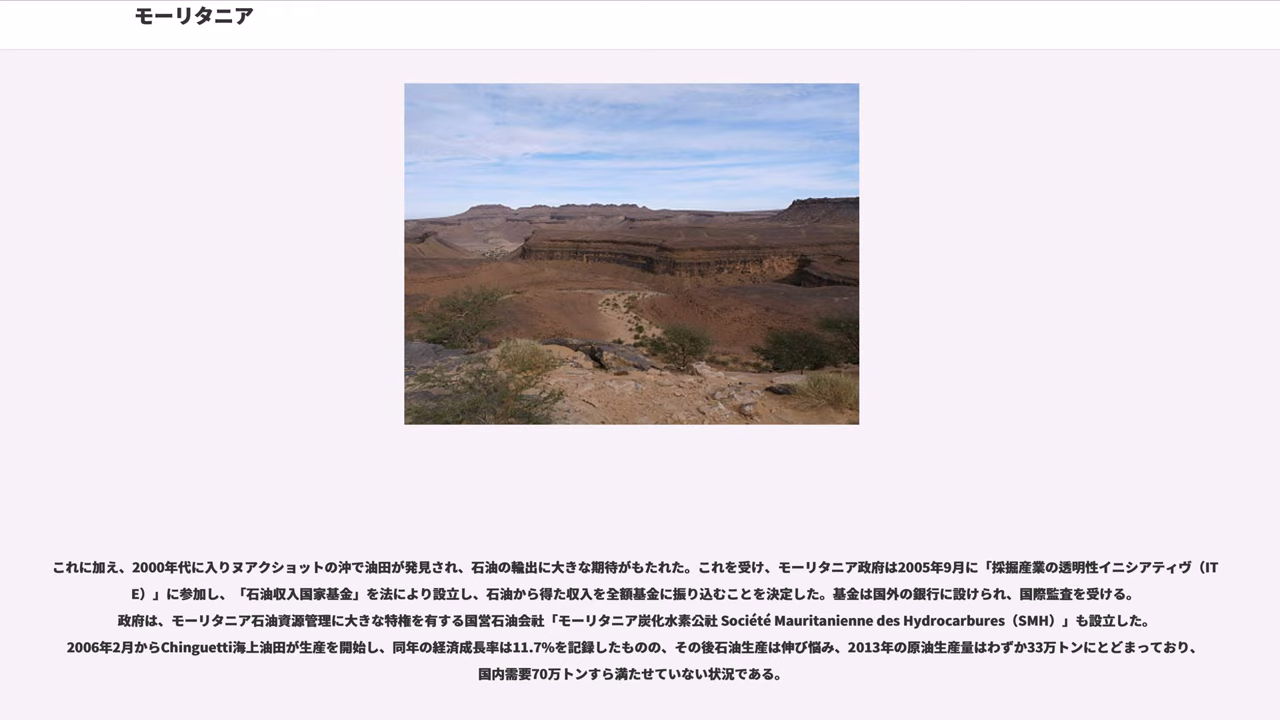 モーリタニア
これに加え、2000年代に入りヌアクショットの沖で油田が発見され、石油の輸出に大きな期待がもたれた。これを受け、モーリタニア政府は2005年9月に「採掘産業の透明性イニシアティヴ（IT
E）」に参加し、「石油収入国家基金」を法により設立し、石油から得た収入を全額基金に振り込むことを決定した。基金は国外の銀行に設けられ、国際監査を受ける。
政府は、モーリタニア石油資源管理に大きな特権を有する国営石油会社「モーリタニア炭化水素公社 Société Mauritanienne des Hydrocarbures（SMH）」も設立した。
2006年2月からChinguetti海上油田が生産を開始し、同年の経済成長率は11.7%を記録したものの、その後石油生産は伸び悩み、2013年の原油生産量はわずか33万トンにとどまっており、
国内需要70万トンすら満たせていない状況である。